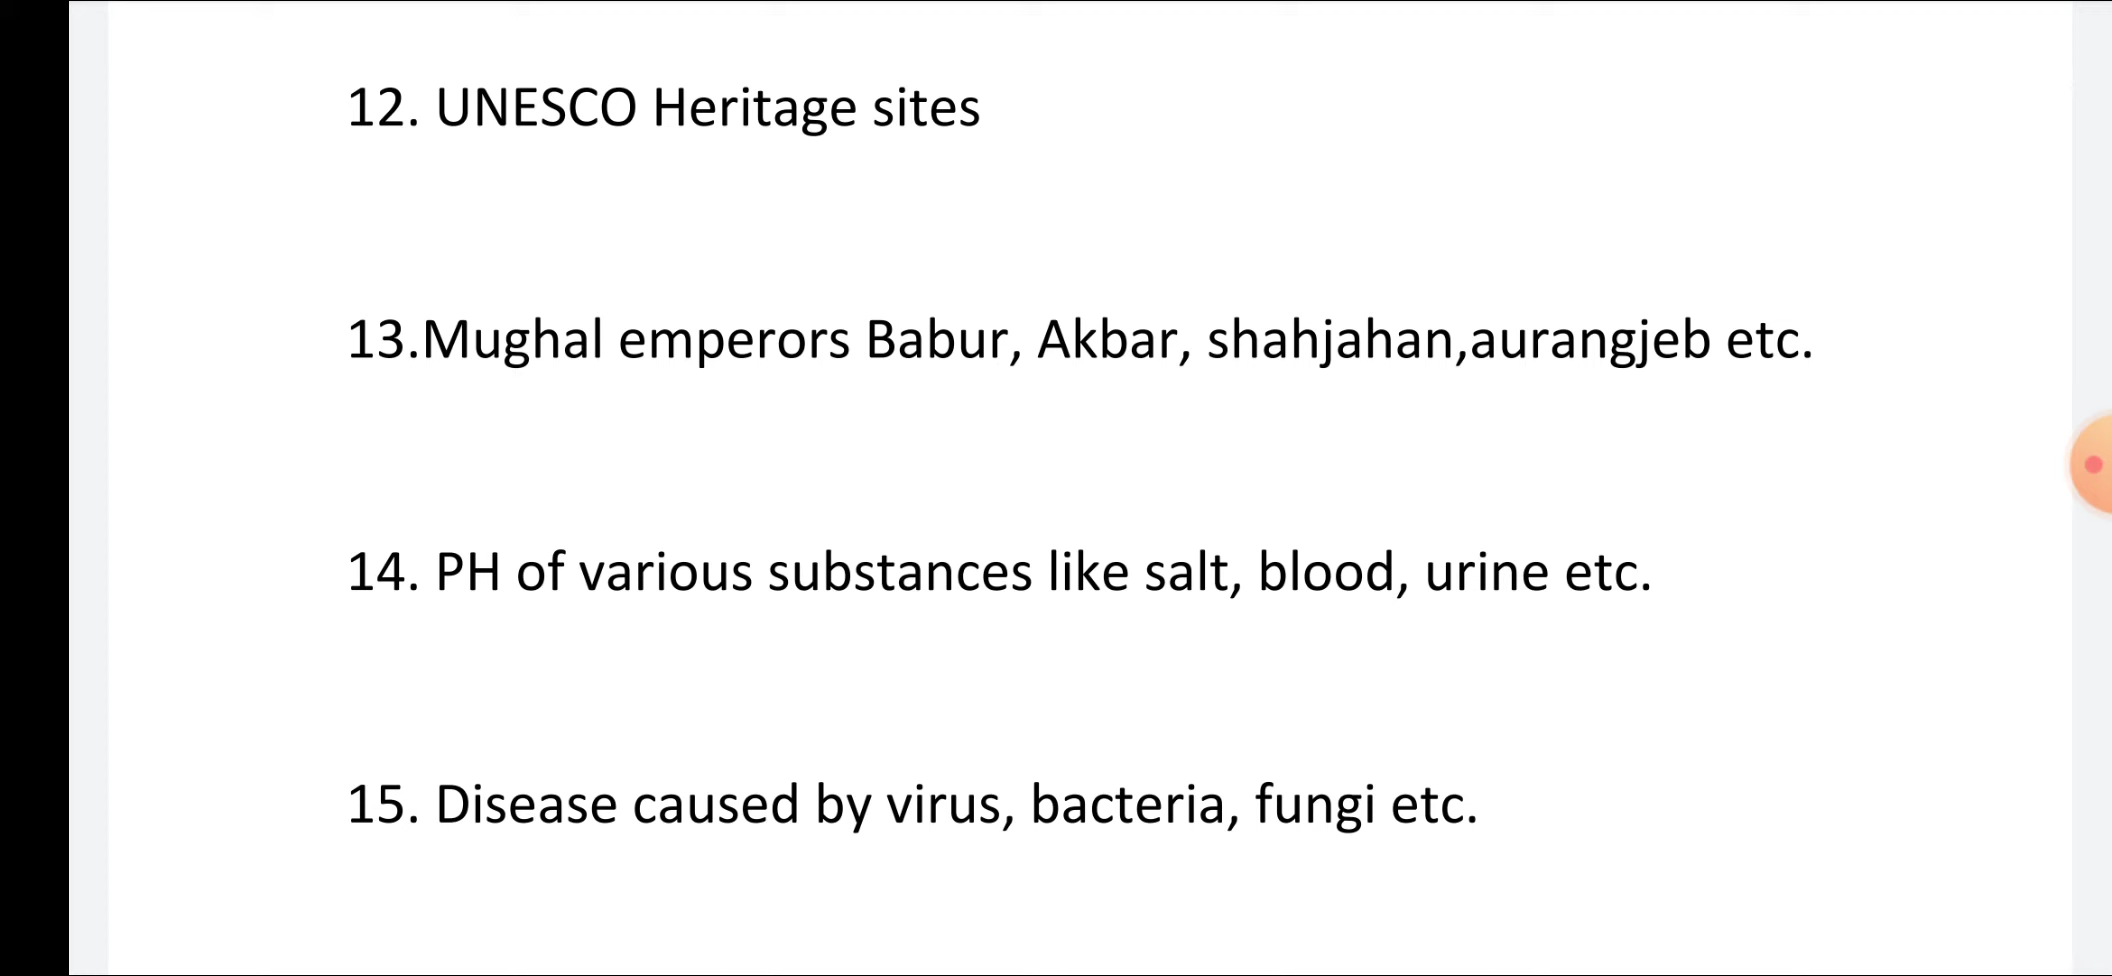 12. UNESCO Heritage sites
13.Mughal emperors Babur, Akbar, shahjahan,aurangjeb etc.
14. PH of various substances like salt, blood, urine etc.
15. Disease caused by virus, bacteria, fungi etc.